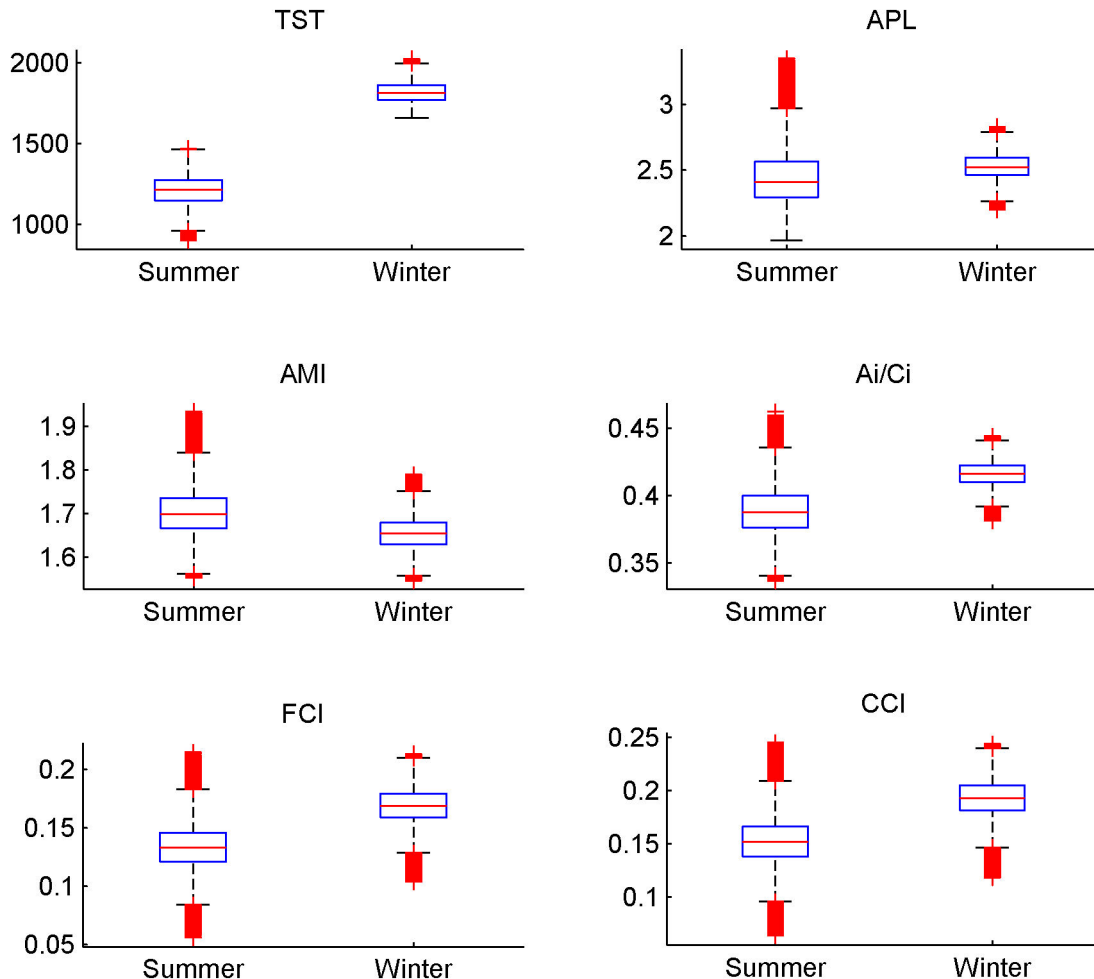 TST
2000
1500
1000
Summer Winter
APL
3
2.5
2
Summer Winter
AMI
1.9
1.8
1.7
1.6
Summer Winter
Ai/Ci
0.45
0.4
0.35
Summer Winter
FCI
0.2
0.15
0.1
0.05
Summer Winter
CCI
0.25
0.2
0.15
0.1
Summer Winter